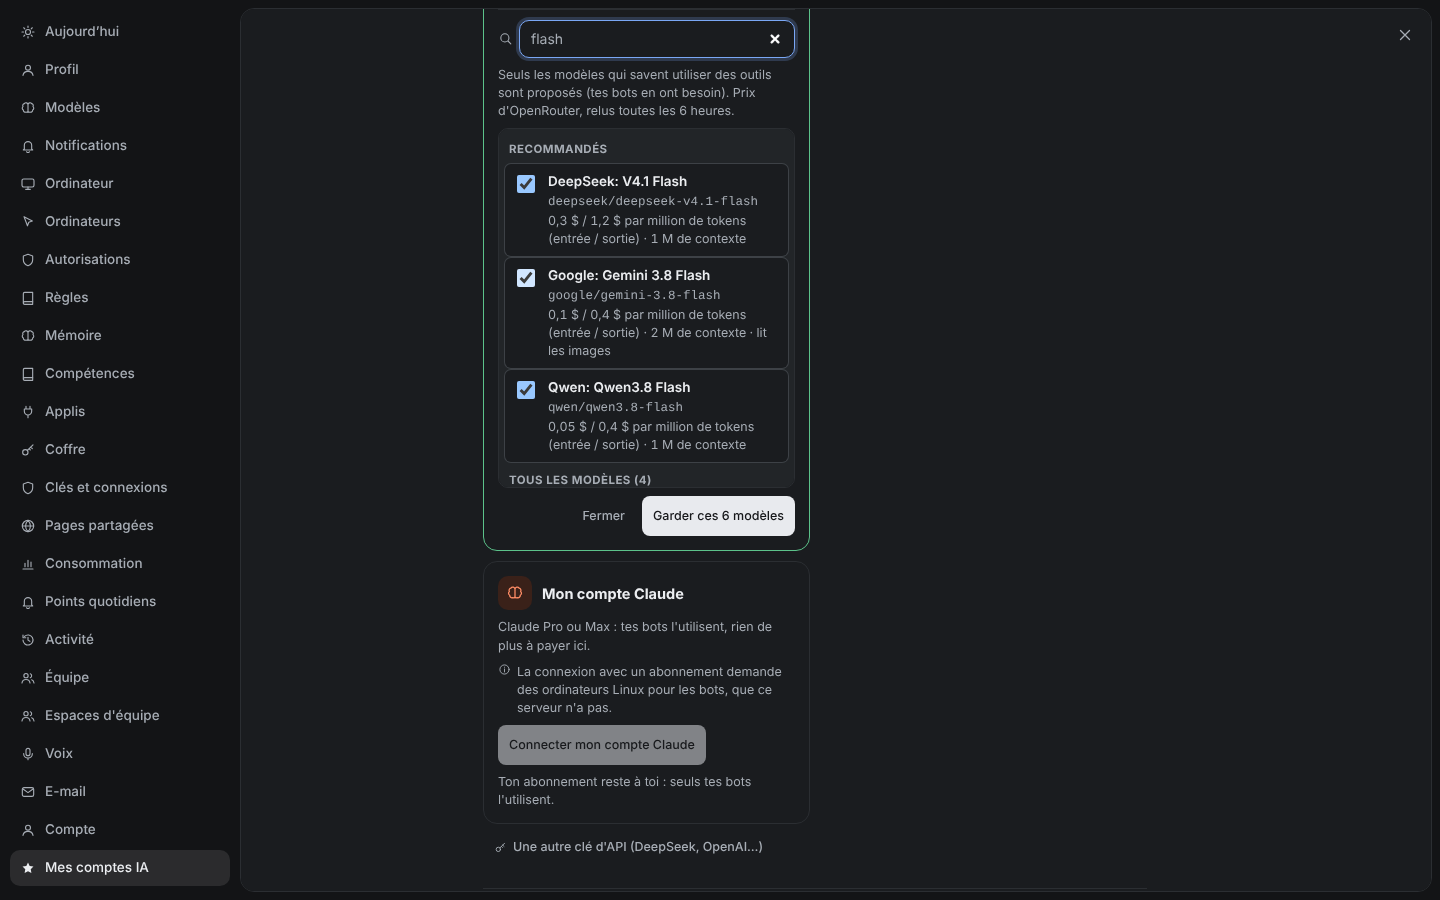 Aujourd’hui
Profil
Modèles
Notifications
Ordinateur
Ordinateurs
Autorisations
Règles
Mémoire
Compétences
Applis
Coffre
Clés et connexions
Pages partagées
Consommation
Points quotidiens
Activité
Équipe
Espaces d'équipe
Voix
E-mail
Compte
Mes comptes IA
flash
Seuls les modèles qui savent utiliser des outils
sont proposés (tes bots en ont besoin). Prix
d'OpenRouter, relus toutes les 6 heures.
RECOMMANDÉS
DeepSeek: V4.1 Flash
deepseek/deepseek-v4.1-flash
0,3 $ / 1,2 $ par million de tokens
(entrée / sortie) · 1 M de contexte
Google: Gemini 3.8 Flash
google/gemini-3.8-flash
0,1 $ / 0,4 $ par million de tokens
(entrée / sortie) · 2 M de contexte · lit
les images
Qwen: Qwen3.8 Flash
qwen/qwen3.8-flash
0,05 $ / 0,4 $ par million de tokens
(entrée / sortie) · 1 M de contexte
TOUS LES MODÈLES (4)
Fermer
Garder ces 6 modèles
Mon compte Claude
Claude Pro ou Max : tes bots l'utilisent, rien de
plus à payer ici.
La connexion avec un abonnement demande
des ordinateurs Linux pour les bots, que ce
serveur n'a pas.
Connecter mon compte Claude
Ton abonnement reste à toi : seuls tes bots
l'utilisent.
Une autre clé d'API (DeepSeek, OpenAI…)